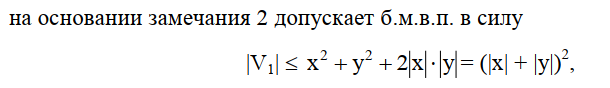 на основании замечания 2 допускает б.м.в.п. в силу
|V₁| ≤ x² + y² + 2|x|·|y| = (|x| + |y|)²,